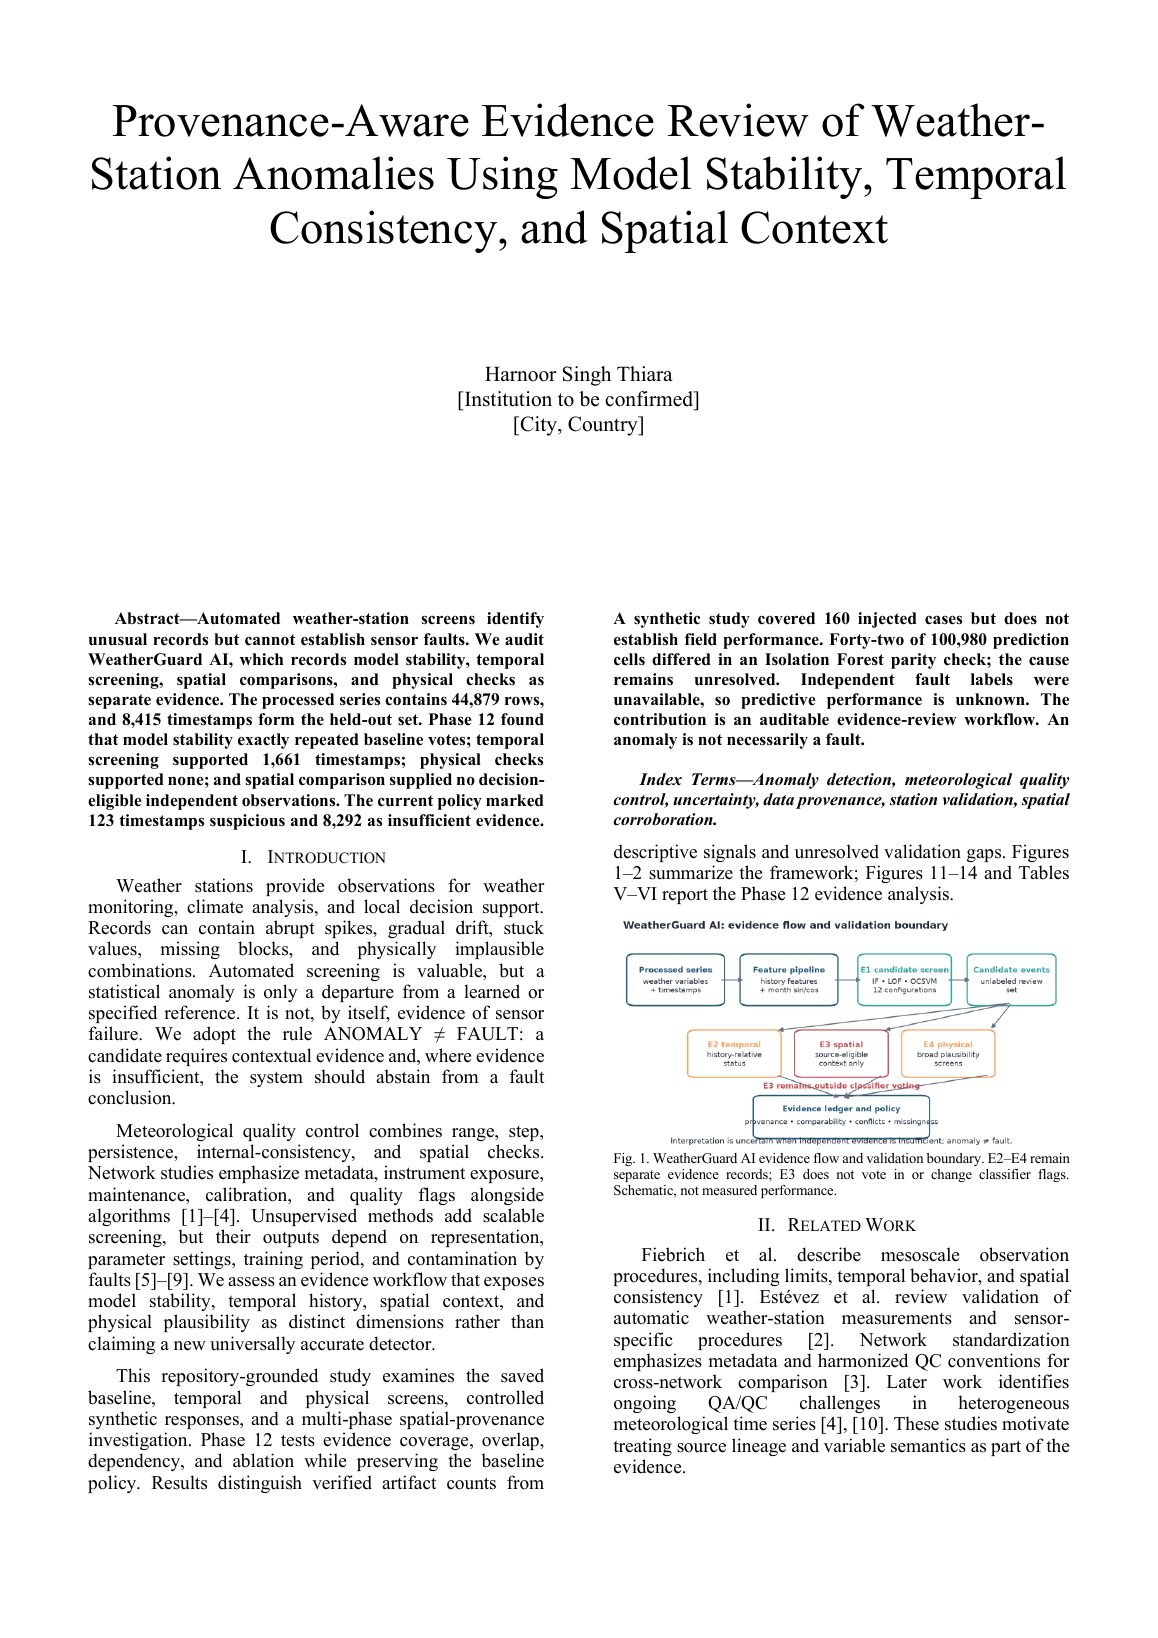 Provenance-Aware Evidence Review of Weather-
Station Anomalies Using Model Stability, Temporal
Consistency, and Spatial Context
Harnoor Singh Thiara
[Institution to be confirmed]
[City, Country]
Abstract—Automated weather-station screens identify
unusual records but cannot establish sensor faults. We audit
WeatherGuard AI, which records model stability, temporal
screening, spatial comparisons, and physical checks as
separate evidence. The processed series contains 44,879 rows,
and 8,415 timestamps form the held-out set. Phase 12 found
that model stability exactly repeated baseline votes; temporal
screening supported 1,661 timestamps; physical checks
supported none; and spatial comparison supplied no decision-
eligible independent observations. The current policy marked
123 timestamps suspicious and 8,292 as insufficient evidence.
A synthetic study covered 160 injected cases but does not
establish field performance. Forty-two of 100,980 prediction
cells differed in an Isolation Forest parity check; the cause
remains unresolved. Independent fault labels were
unavailable, so predictive performance is unknown. The
contribution is an auditable evidence-review workflow. An
anomaly is not necessarily a fault.
Index Terms—Anomaly detection, meteorological quality
control, uncertainty, data provenance, station validation, spatial
corroboration.
I. INTRODUCTION
Weather stations provide observations for weather
monitoring, climate analysis, and local decision support.
Records can contain abrupt spikes, gradual drift, stuck
values, missing blocks, and physically implausible
combinations. Automated screening is valuable, but a
statistical anomaly is only a departure from a learned or
specified reference. It is not, by itself, evidence of sensor
failure. We adopt the rule ANOMALY ≠ FAULT: a
candidate requires contextual evidence and, where evidence
is insufficient, the system should abstain from a fault
conclusion.
Meteorological quality control combines range, step,
persistence, internal-consistency, and spatial checks.
Network studies emphasize metadata, instrument exposure,
maintenance, calibration, and quality flags alongside
algorithms [1]–[4]. Unsupervised methods add scalable
screening, but their outputs depend on representation,
parameter settings, training period, and contamination by
faults [5]–[9]. We assess an evidence workflow that exposes
model stability, temporal history, spatial context, and
physical plausibility as distinct dimensions rather than
claiming a new universally accurate detector.
This repository-grounded study examines the saved
baseline, temporal and physical screens, controlled
synthetic responses, and a multi-phase spatial-provenance
investigation. Phase 12 tests evidence coverage, overlap,
dependency, and ablation while preserving the baseline
policy. Results distinguish verified artifact counts from
descriptive signals and unresolved validation gaps. Figures
1–2 summarize the framework; Figures 11–14 and Tables
V–VI report the Phase 12 evidence analysis.
WeatherGuard AI: evidence flow and validation boundary
Processed series
weather variables
+ timestamps
Feature pipeline
history features
+ month sin/cos
E1 candidate screen
IF • LOF • OCSVM
12 configurations
Candidate events
unlabeled review
set
E2 temporal
history-relative
status
E3 spatial
source-eligible
context only
E4 physical
broad plausibility
screens
E3 remains outside classifier voting
Evidence ledger and policy
provenance • comparability • conflicts • missingness
Interpretation is uncertain when independent evidence is insufficient; anomaly ≠ fault.
Fig. 1. WeatherGuard AI evidence flow and validation boundary. E2–E4 remain
separate evidence records; E3 does not vote in or change classifier flags.
Schematic, not measured performance.
II. RELATED WORK
Fiebrich et al. describe mesoscale observation
procedures, including limits, temporal behavior, and spatial
consistency [1]. Estévez et al. review validation of
automatic weather-station measurements and sensor-
specific procedures [2]. Network standardization
emphasizes metadata and harmonized QC conventions for
cross-network comparison [3]. Later work identifies
ongoing QA/QC challenges in heterogeneous
meteorological time series [4], [10]. These studies motivate
treating source lineage and variable semantics as part of the
evidence.